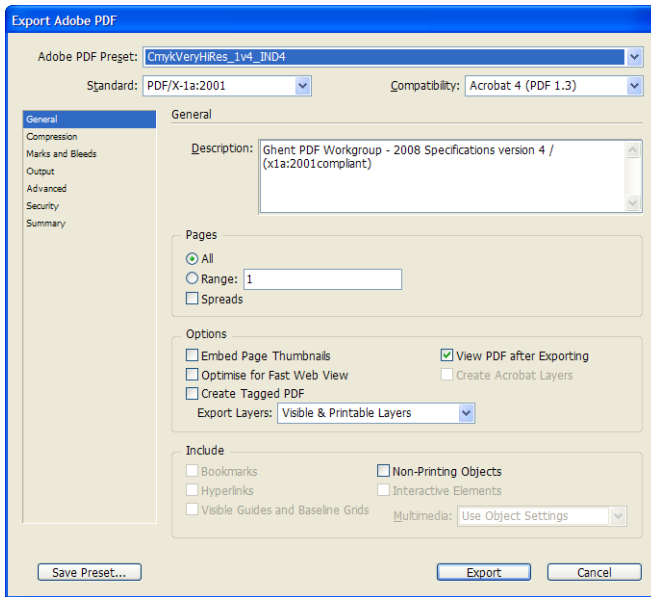 Export Adobe PDF
Adobe PDF Preset: CmykVeryHiRes_1v4_IND4
Standard: PDF/X-1a:2001 Compatibility: Acrobat 4 (PDF 1.3)
General
Compression
Marks and Bleeds
Output
Advanced
Security
Summary
General
Description: Ghent PDF Workgroup - 2008 Specifications version 4 /
(x1a:2001compliant)
Pages
All
Range: 1
Spreads
Options
Embed Page Thumbnails View PDF after Exporting
Optimise for Fast Web View Create Acrobat Layers
Create Tagged PDF
Export Layers: Visible & Printable Layers
Include
Bookmarks Non-Printing Objects
Hyperlinks Interactive Elements
Visible Guides and Baseline Grids Multimedia: Use Object Settings
Save Preset... Export Cancel